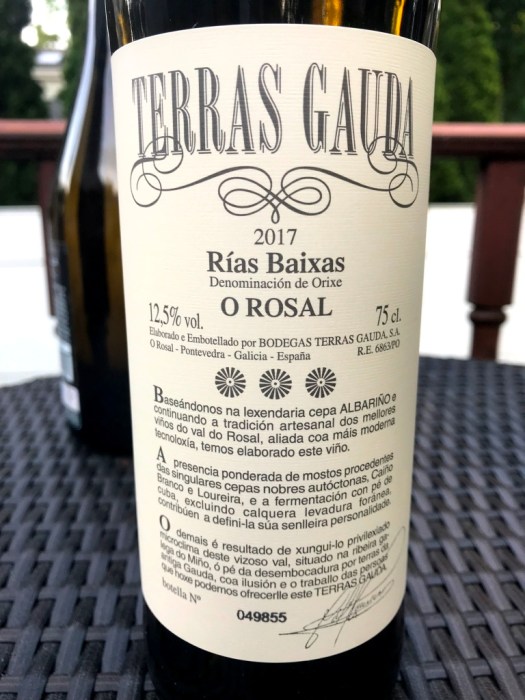 TERRAS GAUDA
2017
Rías Baixas
Denominación de Orixe
O ROSAL
12,5% vol.
75 cl.
Elaborado e Embotellado por BODEGAS TERRAS GAUDA, S.A.
O Rosal - Pontevedra - Galicia - España
R.E. 6863/PO
Baseándonos na lexendaria cepa ALBARIÑO e
continuando a tradición artesanal dos mellores
viños do val do Rosal, aliada coa máis moderna
tecnoloxía, temos elaborado este viño.
A presencia ponderada de mostos procedentes
das singulares cepas nobres autóctonas, Caiño
Branco e Loureira, e a fermentación con pé de
cuba, excluindo calquera levadura foránea,
contribúen a defini-la súa senlleira personalidade.
O demais é resultado de xungui-lo privilexiado
microclima deste vizoso val, situado na ribeira ga-
lega do Miño, ó pé da desembocadura por terras da
antiga Gauda, coa ilusión e o traballo das persoas
que hoxe podemos ofrecerlle este TERRAS GAUDA.
botella Nº
049855